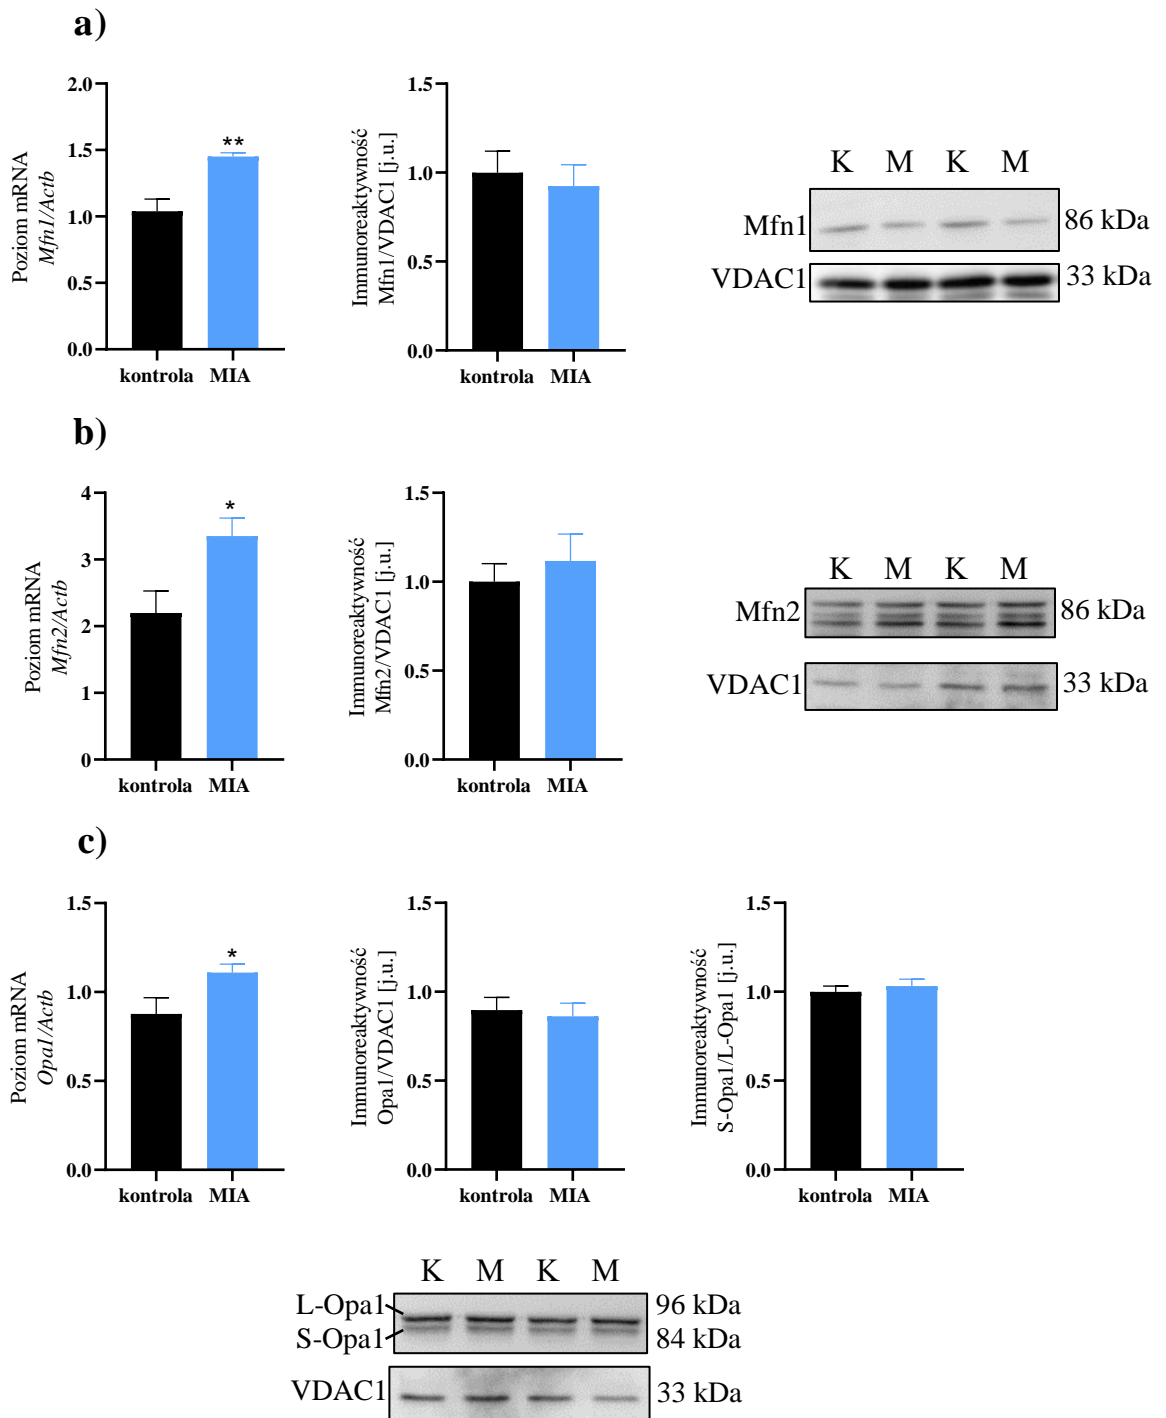 a)
Poziom mRNA
Mfn1/Actb
2.0
1.5
1.0
0.5
0.0
**
kontrola MIA
Immunoreaktywność
Mfn1/VDAC1 [j.u.]
1.5
1.0
0.5
0.0
kontrola MIA
K M K M
Mfn1 86 kDa
VDAC1 33 kDa
b)
Poziom mRNA
Mfn2/Actb
4
3
2
1
0
*
kontrola MIA
Immunoreaktywność
Mfn2/VDAC1 [j.u.]
1.5
1.0
0.5
0.0
kontrola MIA
K M K M
Mfn2 86 kDa
VDAC1 33 kDa
c)
Poziom mRNA
Opa1/Actb
1.5
1.0
0.5
0.0
*
kontrola MIA
Immunoreaktywność
Opa1/VDAC1 [j.u.]
1.5
1.0
0.5
0.0
kontrola MIA
Immunoreaktywność
S-Opa1/L-Opa1 [j.u.]
1.5
1.0
0.5
0.0
kontrola MIA
K M K M
L-Opa1 96 kDa
S-Opa1 84 kDa
VDAC1 33 kDa